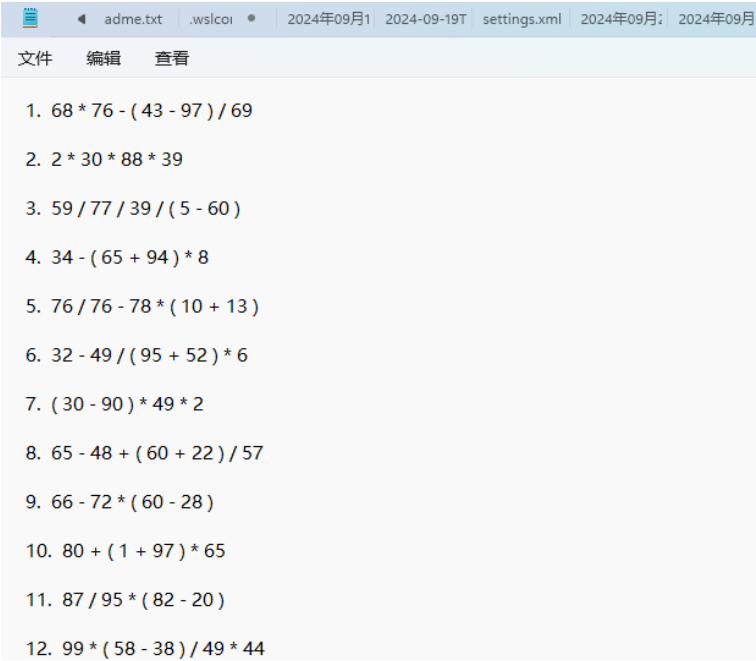 adme.txt .wslcoı 2024年09月1 2024-09-19T settings.xml 2024年09月2 2024年09月
文件 编辑 查看
1. 68 * 76 - ( 43 - 97 ) / 69
2. 2 * 30 * 88 * 39
3. 59 / 77 / 39 / ( 5 - 60 )
4. 34 - ( 65 + 94 ) * 8
5. 76 / 76 - 78 * ( 10 + 13 )
6. 32 - 49 / ( 95 + 52 ) * 6
7. ( 30 - 90 ) * 49 * 2
8. 65 - 48 + ( 60 + 22 ) / 57
9. 66 - 72 * ( 60 - 28 )
10. 80 + ( 1 + 97 ) * 65
11. 87 / 95 * ( 82 - 20 )
12. 99 * ( 58 - 38 ) / 49 * 44